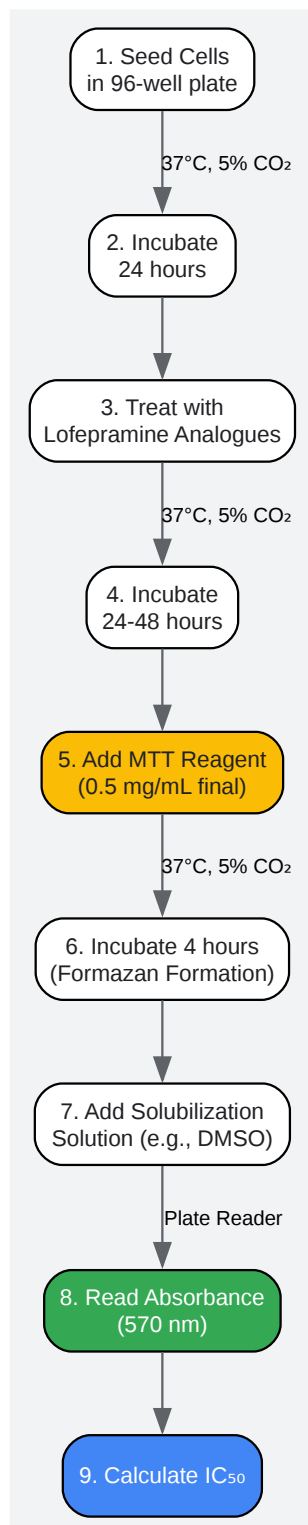 1. Seed Cells
in 96-well plate
37°C, 5% CO₂
2. Incubate
24 hours
3. Treat with
Lofepramine Analogues
37°C, 5% CO₂
4. Incubate
24-48 hours
5. Add MTT Reagent
(0.5 mg/mL final)
37°C, 5% CO₂
6. Incubate 4 hours
(Formazan Formation)
7. Add Solubilization
Solution (e.g., DMSO)
Plate Reader
8. Read Absorbance
(570 nm)
9. Calculate IC₅₀